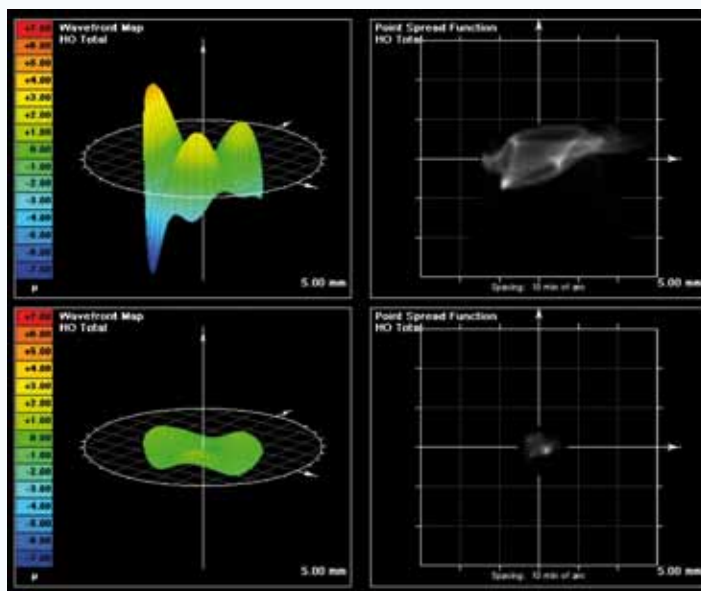 Wavefront Map
HO Total
+7.00
+6.00
+5.00
+4.00
+3.00
+2.00
+1.00
0.00
-1.00
-2.00
-3.00
-4.00
-5.00
-6.00
-7.00
µ
5.00 mm
Point Spread Function
HO Total
Spacing: 10 min of arc
5.00 mm
Wavefront Map
HO Total
+7.00
+6.00
+5.00
+4.00
+3.00
+2.00
+1.00
0.00
-1.00
-2.00
-3.00
-4.00
-5.00
-6.00
-7.00
µ
5.00 mm
Point Spread Function
HO Total
Spacing: 10 min of arc
5.00 mm